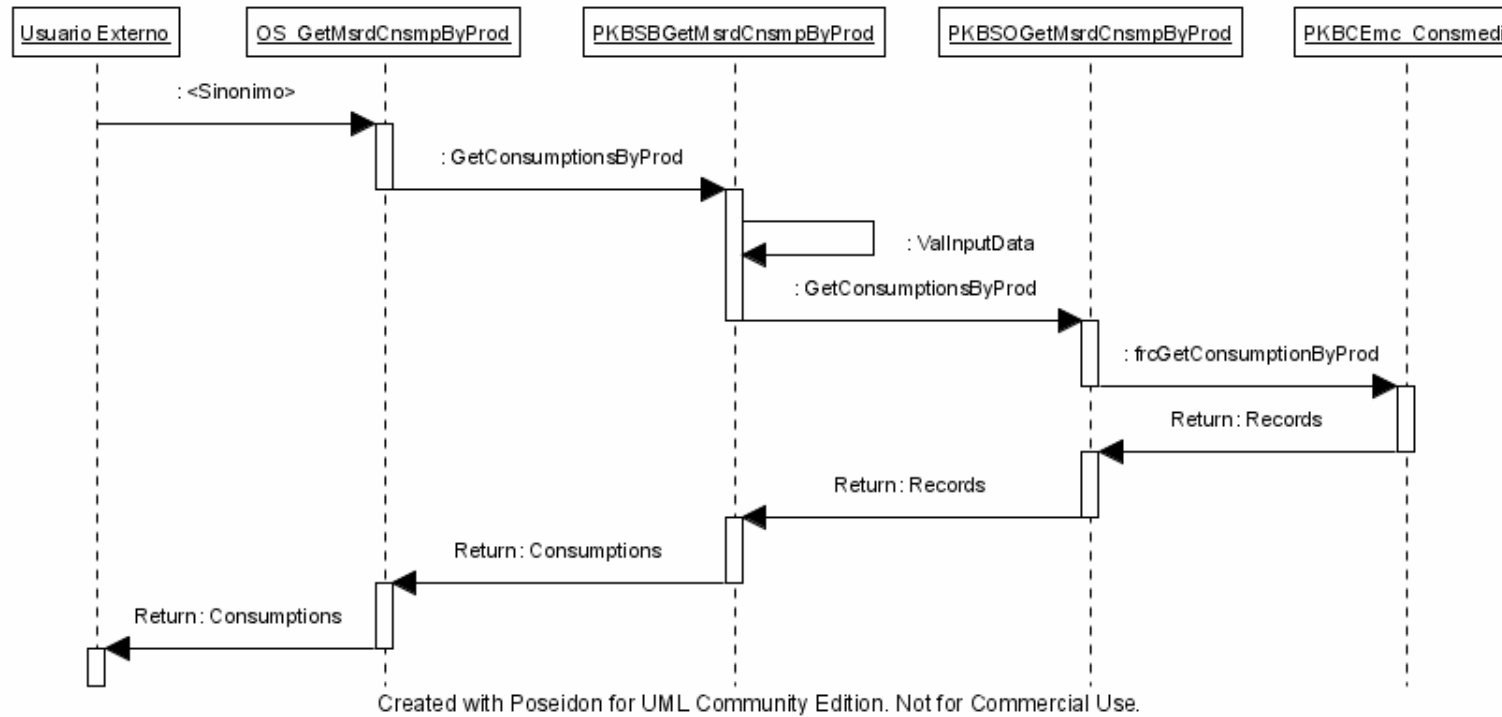 Usuario Externo
OS_GetMsrdCnsmpByProd
PKBSBGetMsrdCnsmpByProd
PKBSOGetMsrdCnsmpByProd
PKBCEmc_Consmedi
: <Sinonimo>
: GetConsumptionsByProd
: ValInputData
: GetConsumptionsByProd
: frcGetConsumptionByProd
Return: Records
Return: Records
Return: Consumptions
Return: Consumptions
Created with Poseidon for UML Community Edition. Not for Commercial Use.